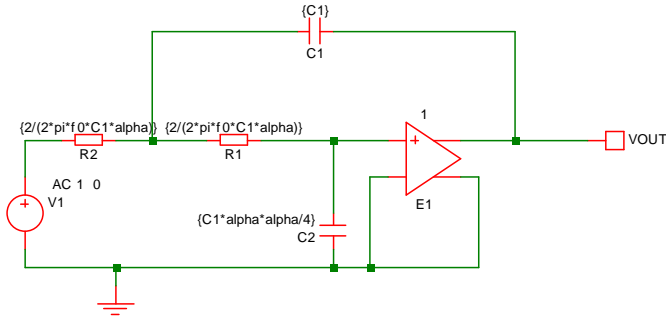 {C1}
C1
{2/(2*pi*f0*C1*alpha)} {2/(2*pi*f0*C1*alpha)}
R2
R1
1
E1
VOUT
AC 1 0
V1
{C1*alpha*alpha/4}
C2